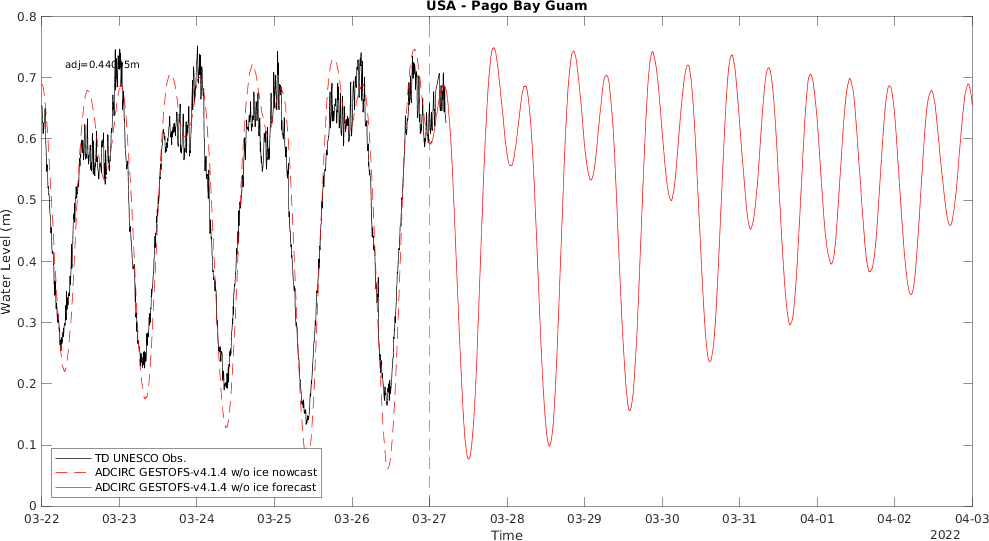 USA - Pago Bay Guam
0.8
0.7
0.6
0.5
0.4
0.3
0.2
0.1
0
Water Level (m)
TD UNESCO Obs.
ADCIRC GESTOFS-v4.1.4 w/o ice nowcast
ADCIRC GESTOFS-v4.1.4 w/o ice forecast
03-22 03-23 03-24 03-25 03-26 03-27 03-28 03-29 03-30 03-31 04-01 04-02 04-03
Time
2022